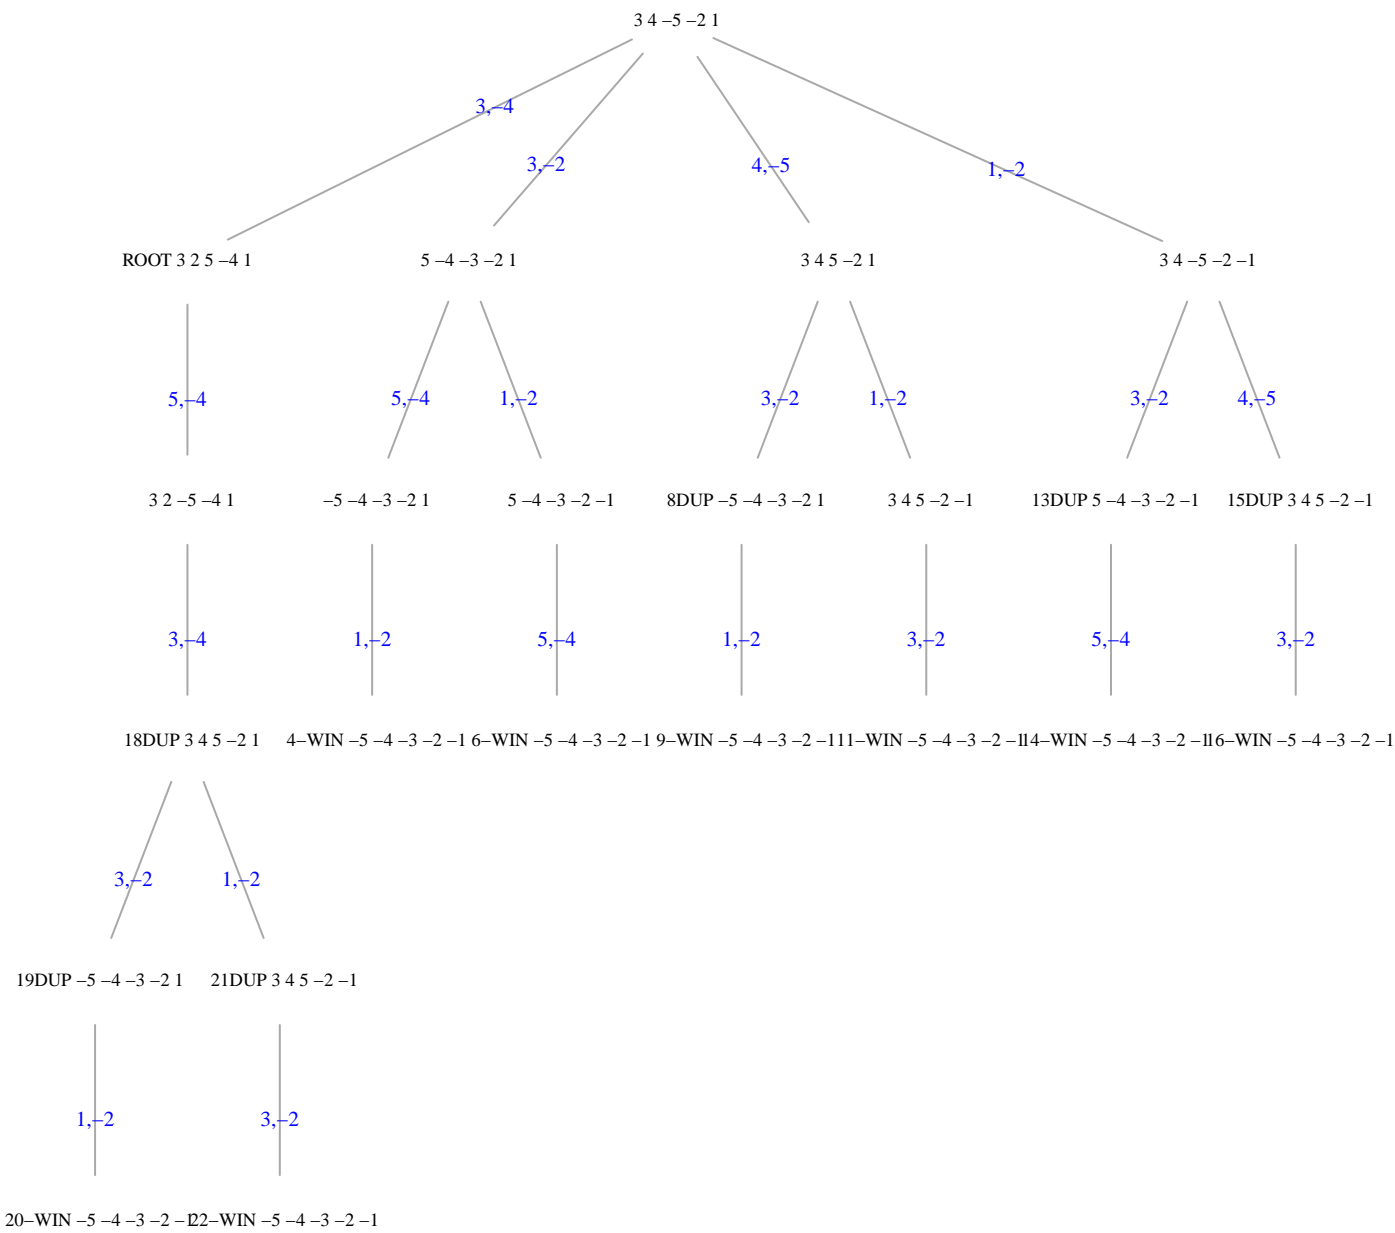 3 4 –5 –2 1
3,–4
3,–2
4,–5
1,–2
ROOT 3 2 5 –4 1
5 –4 –3 –2 1
3 4 5 –2 1
3 4 –5 –2 –1
5,–4
5,–4
1,–2
3,–2
1,–2
3,–2
4,–5
3 2 –5 –4 1
–5 –4 –3 –2 1
5 –4 –3 –2 –1
8DUP –5 –4 –3 –2 1
3 4 5 –2 –1
13DUP 5 –4 –3 –2 –1
15DUP 3 4 5 –2 –1
3,–4
1,–2
5,–4
1,–2
3,–2
5,–4
3,–2
18DUP 3 4 5 –2 1
4–WIN –5 –4 –3 –2 –1
6–WIN –5 –4 –3 –2 –1
9–WIN –5 –4 –3 –2 –1
11–WIN –5 –4 –3 –2 –1
14–WIN –5 –4 –3 –2 –1
16–WIN –5 –4 –3 –2 –1
3,–2
1,–2
19DUP –5 –4 –3 –2 1
21DUP 3 4 5 –2 –1
1,–2
3,–2
20–WIN –5 –4 –3 –2 –1
22–WIN –5 –4 –3 –2 –1